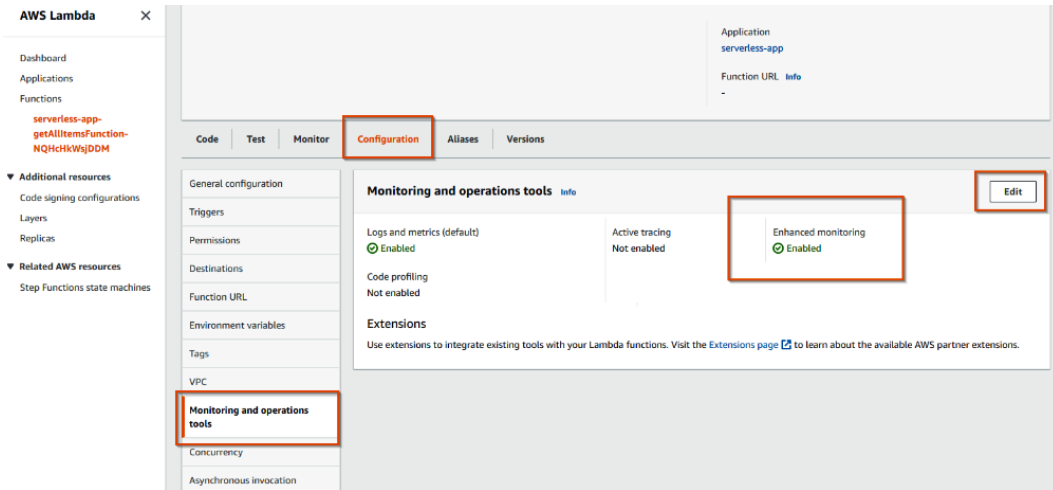 AWS Lambda
Dashboard
Applications
Functions
serverless-app-
getAllItemsFunction-
NQHcHkWsjDDM
Additional resources
Code signing configurations
Layers
Replicas
Related AWS resources
Step Functions state machines
Application
serverless-app
Function URL Info
-
Code Test Monitor Configuration Aliases Versions
General configuration
Triggers
Permissions
Destinations
Function URL
Environment variables
Tags
VPC
Monitoring and operations
tools
Concurrency
Asynchronous invocation
Monitoring and operations tools Info
Edit
Logs and metrics (default)
Enabled
Active tracing
Not enabled
Enhanced monitoring
Enabled
Code profiling
Not enabled
Extensions
Use extensions to integrate existing tools with your Lambda functions. Visit the Extensions page to learn about the available AWS partner extensions.